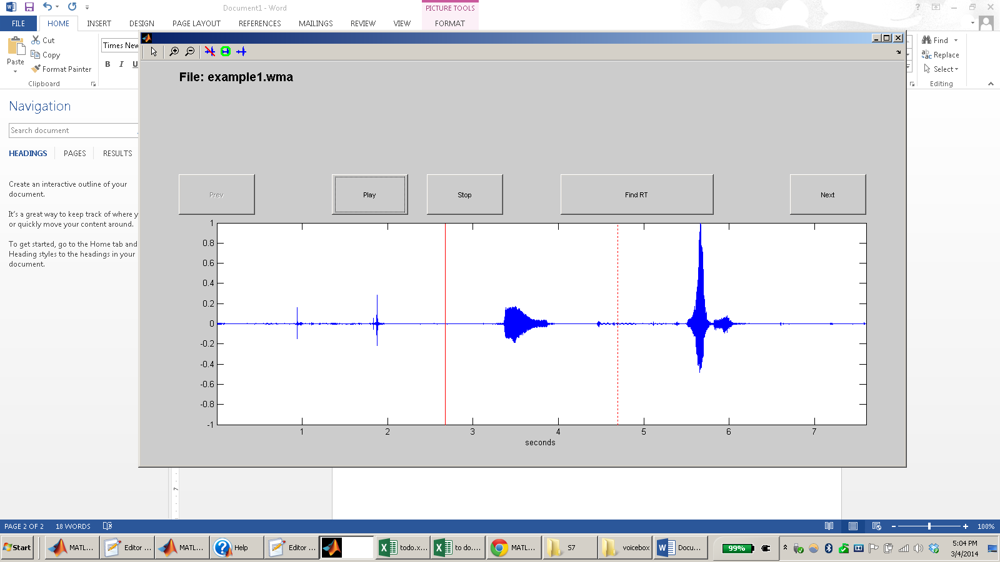 Document1 - Word
PICTURE TOOLS
FILE
HOME
INSERT
DESIGN
PAGE LAYOUT
REFERENCES
MAILINGS
REVIEW
VIEW
FORMAT
Paste
Cut
Copy
Format Painter
Clipboard
Times New
B I U
Find
Replace
Select
Editing
Navigation
Search document
HEADINGS
PAGES
RESULTS
Create an interactive outline of your
document.
It's a great way to keep track of where y
or quickly move your content around.
To get started, go to the Home tab and
Heading styles to the headings in your
document.
File: example1.wma
Prev
Play
Stop
Find RT
Next
1
0.8
0.6
0.4
0.2
0
-0.2
-0.4
-0.6
-0.8
-1
1 2 3 4 5 6 7
seconds
7
PAGE 2 OF 2
18 WORDS
100%
Start
MATL...
Editor ...
MATL...
Help
Editor ...
todo.x...
to do....
MATL...
S7
voicebox
Docu...
99%
5:04 PM
3/4/2014